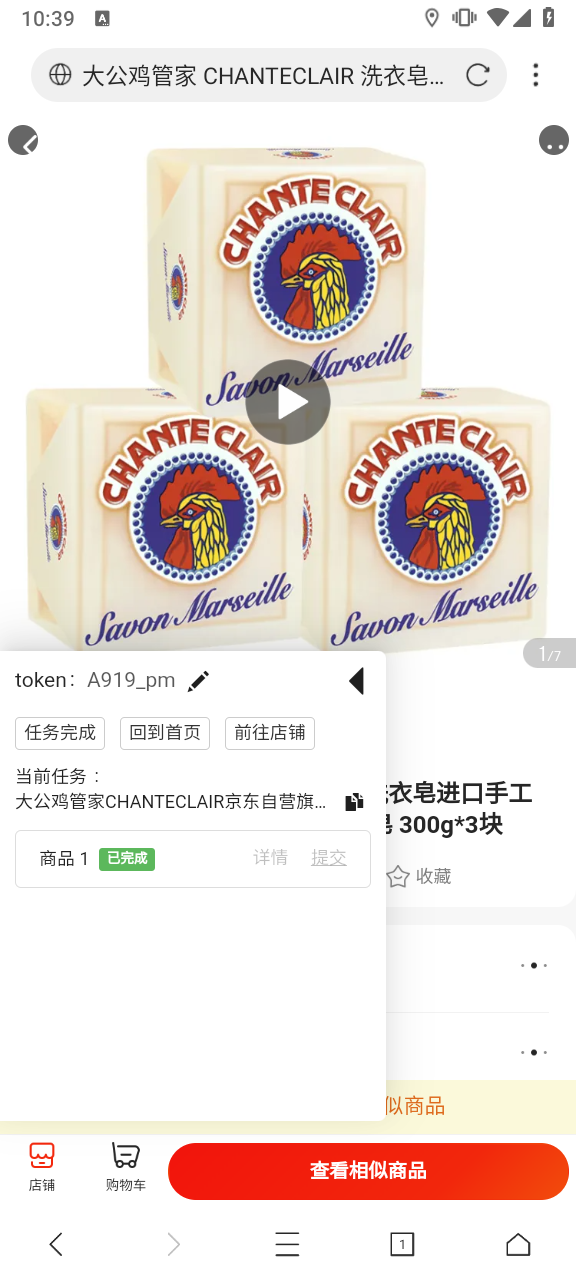 10:39
A
大公鸡管家 CHANTECLAIR 洗衣皂...
CHANTE CLAIR
Savon Marseille
Savon Marseille
CHANTE CLAIR
Savon Marseille
CHANTE CLAIR
Savon Marseille
1/7
token: A919_pm
任务完成
回到首页
前往店铺
当前任务：
大公鸡管家CHANTECLAIR京东自营旗...
商品 1 已完成 详情 提交
衣皂进口手工
300g*3块
收藏
似商品
店铺
购物车
查看相似商品
1